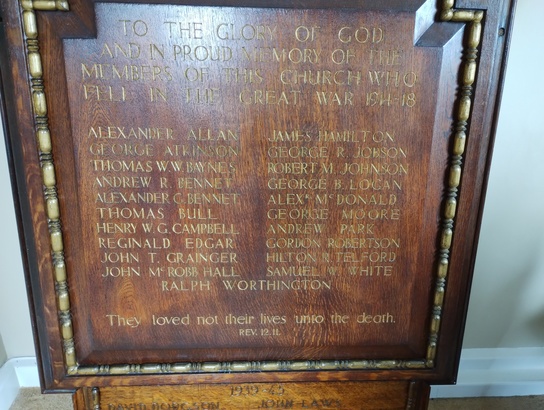 TO THE GLORY OF GOD
AND IN PROUD MEMORY OF THE
MEMBERS OF THIS CHURCH WHO
FELL IN THE GREAT WAR 1914-18
ALEXANDER ALLAN
GEORGE ATKINSON
THOMAS W.W. BAYNES
ANDREW R. BENNET
ALEXANDER C. BENNET
THOMAS BULL
HENRY W.G. CAMPBELL
REGINALD EDGAR
JOHN T. GRAINGER
JOHN McROBB HALL
JAMES HAMILTON
GEORGE R. JOBSON
ROBERT M. JOHNSON
GEORGE B. LOGAN
ALEXR McDONALD
GEORGE MOORE
ANDREW PARK
GORDON ROBERTSON
HILTON R. TELFORD
SAMUEL W. WHITE
RALPH WORTHINGTON
They loved not their lives unto the death.
REV. 12. 11.
1939-45
JOHN